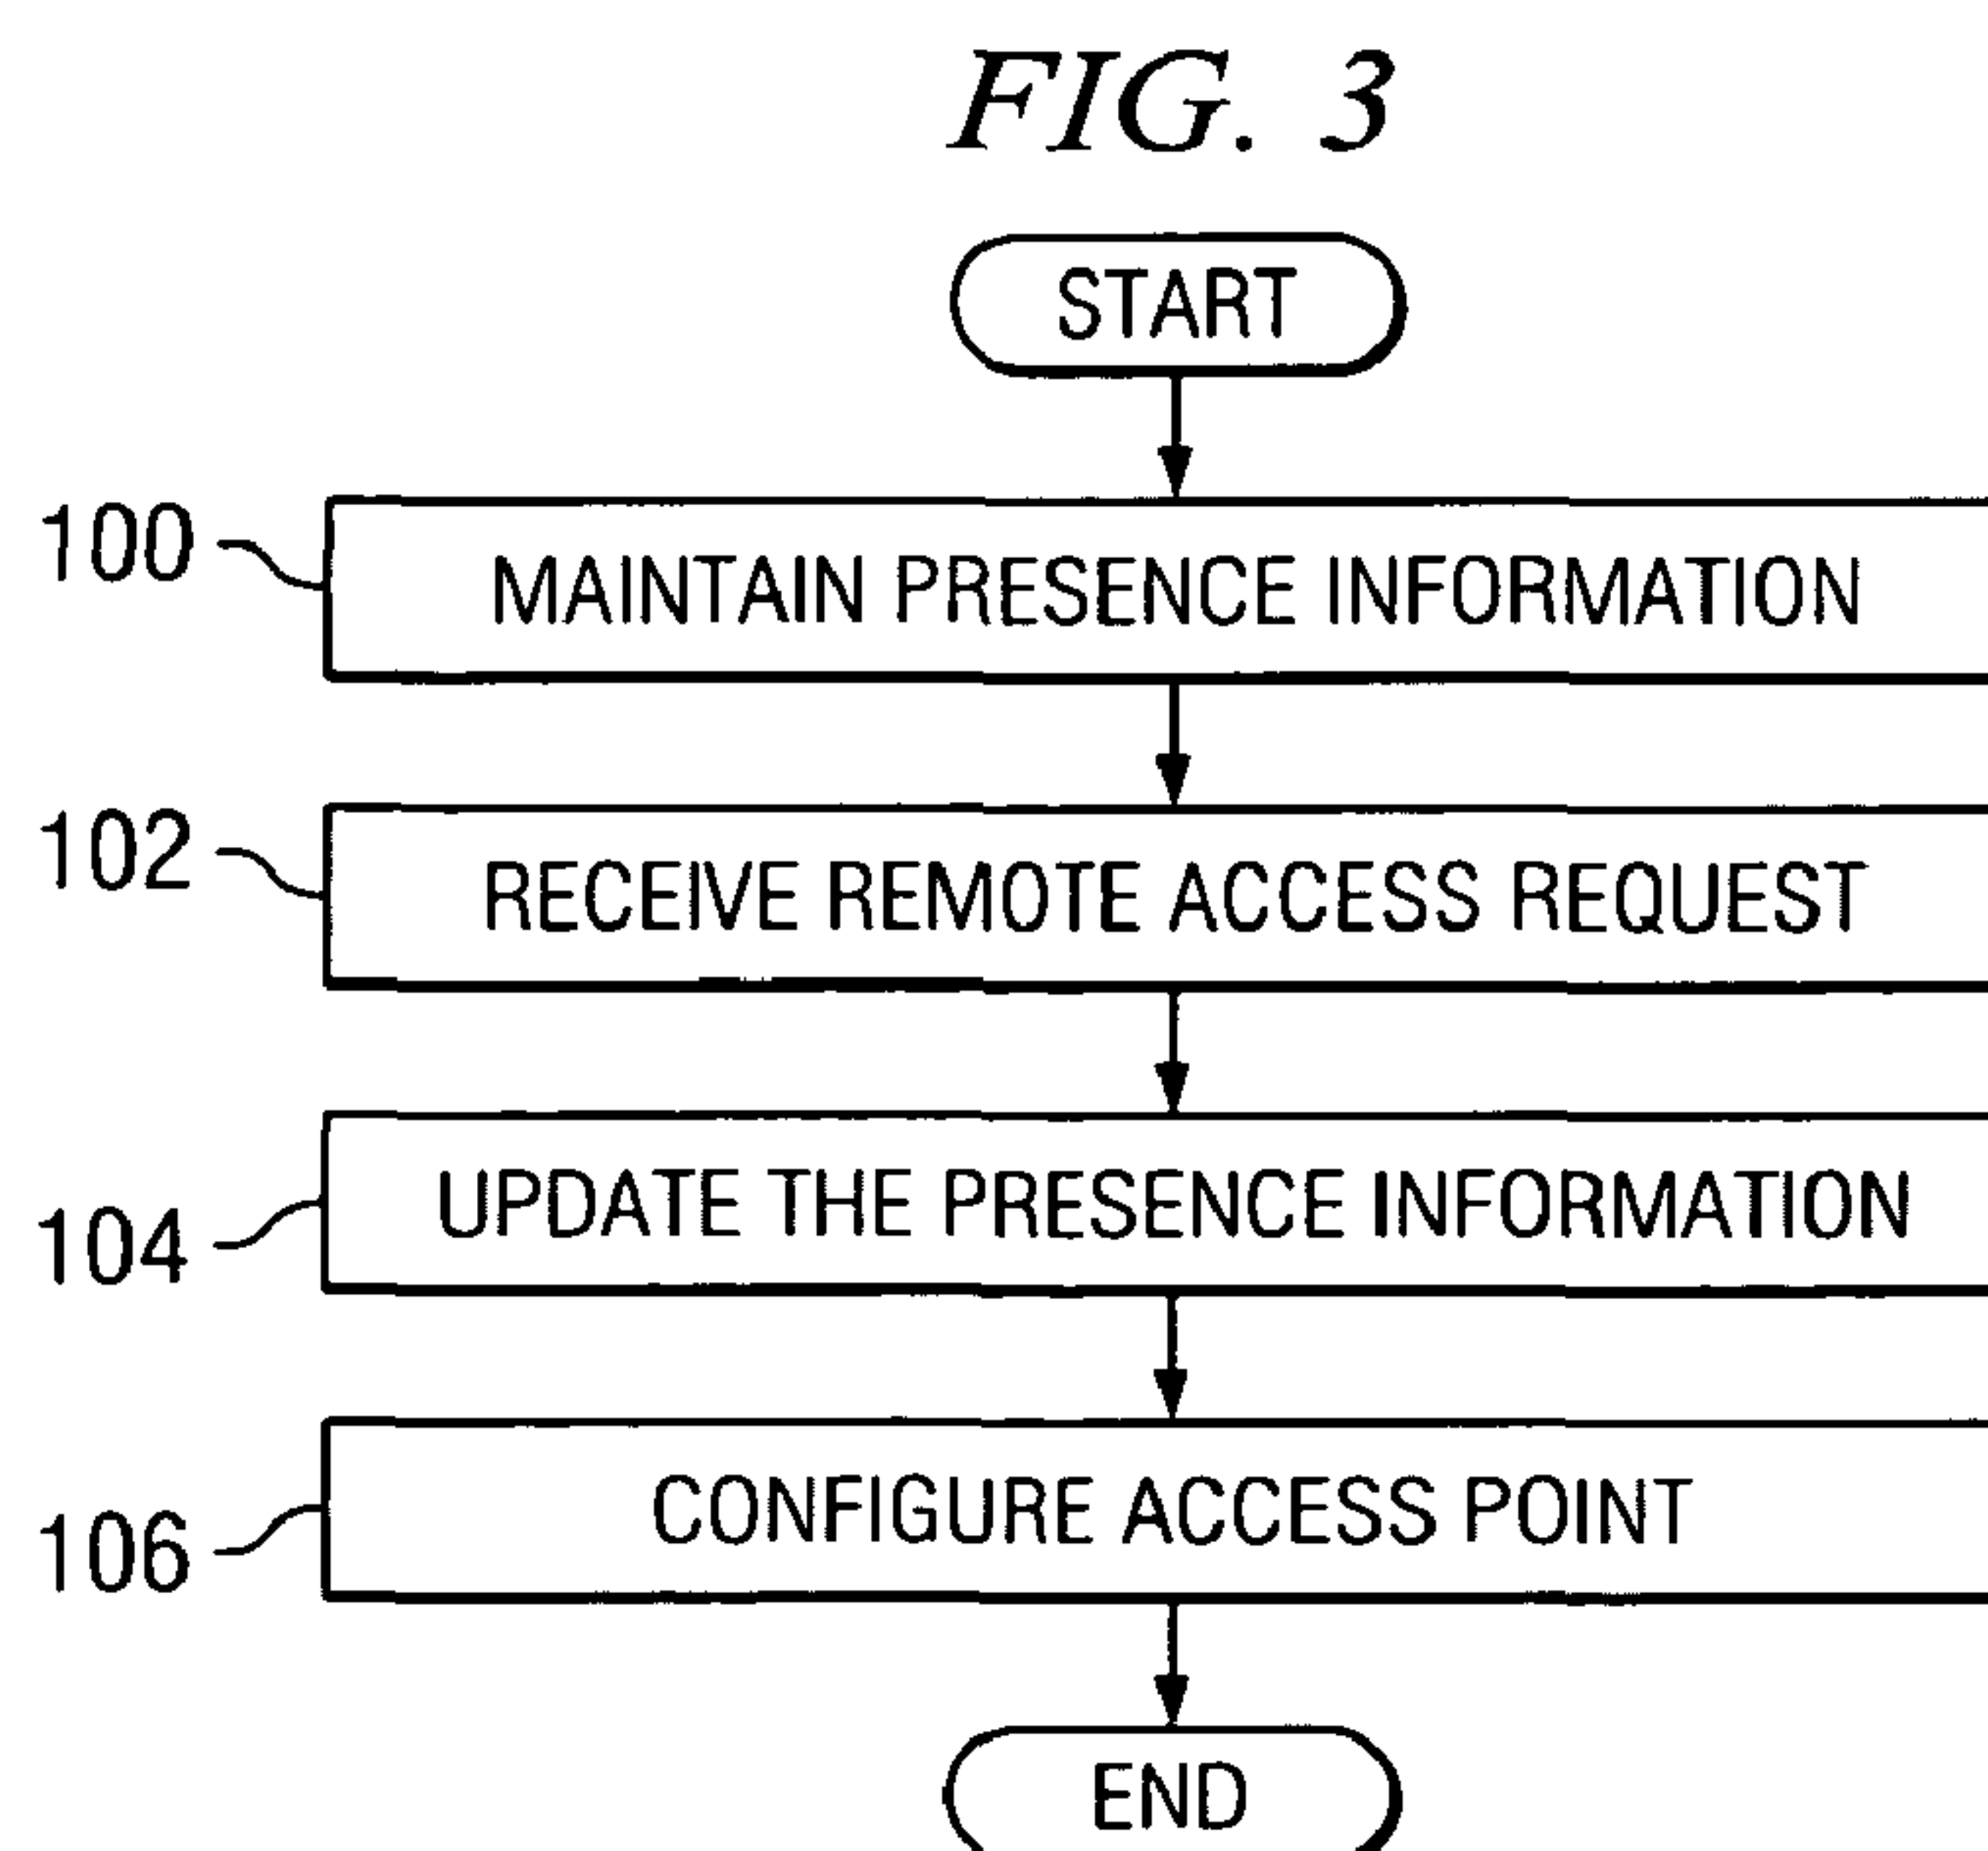 FIG. 3
START
100
MAINTAIN PRESENCE INFORMATION
102
RECEIVE REMOTE ACCESS REQUEST
104
UPDATE THE PRESENCE INFORMATION
106
CONFIGURE ACCESS POINT
END